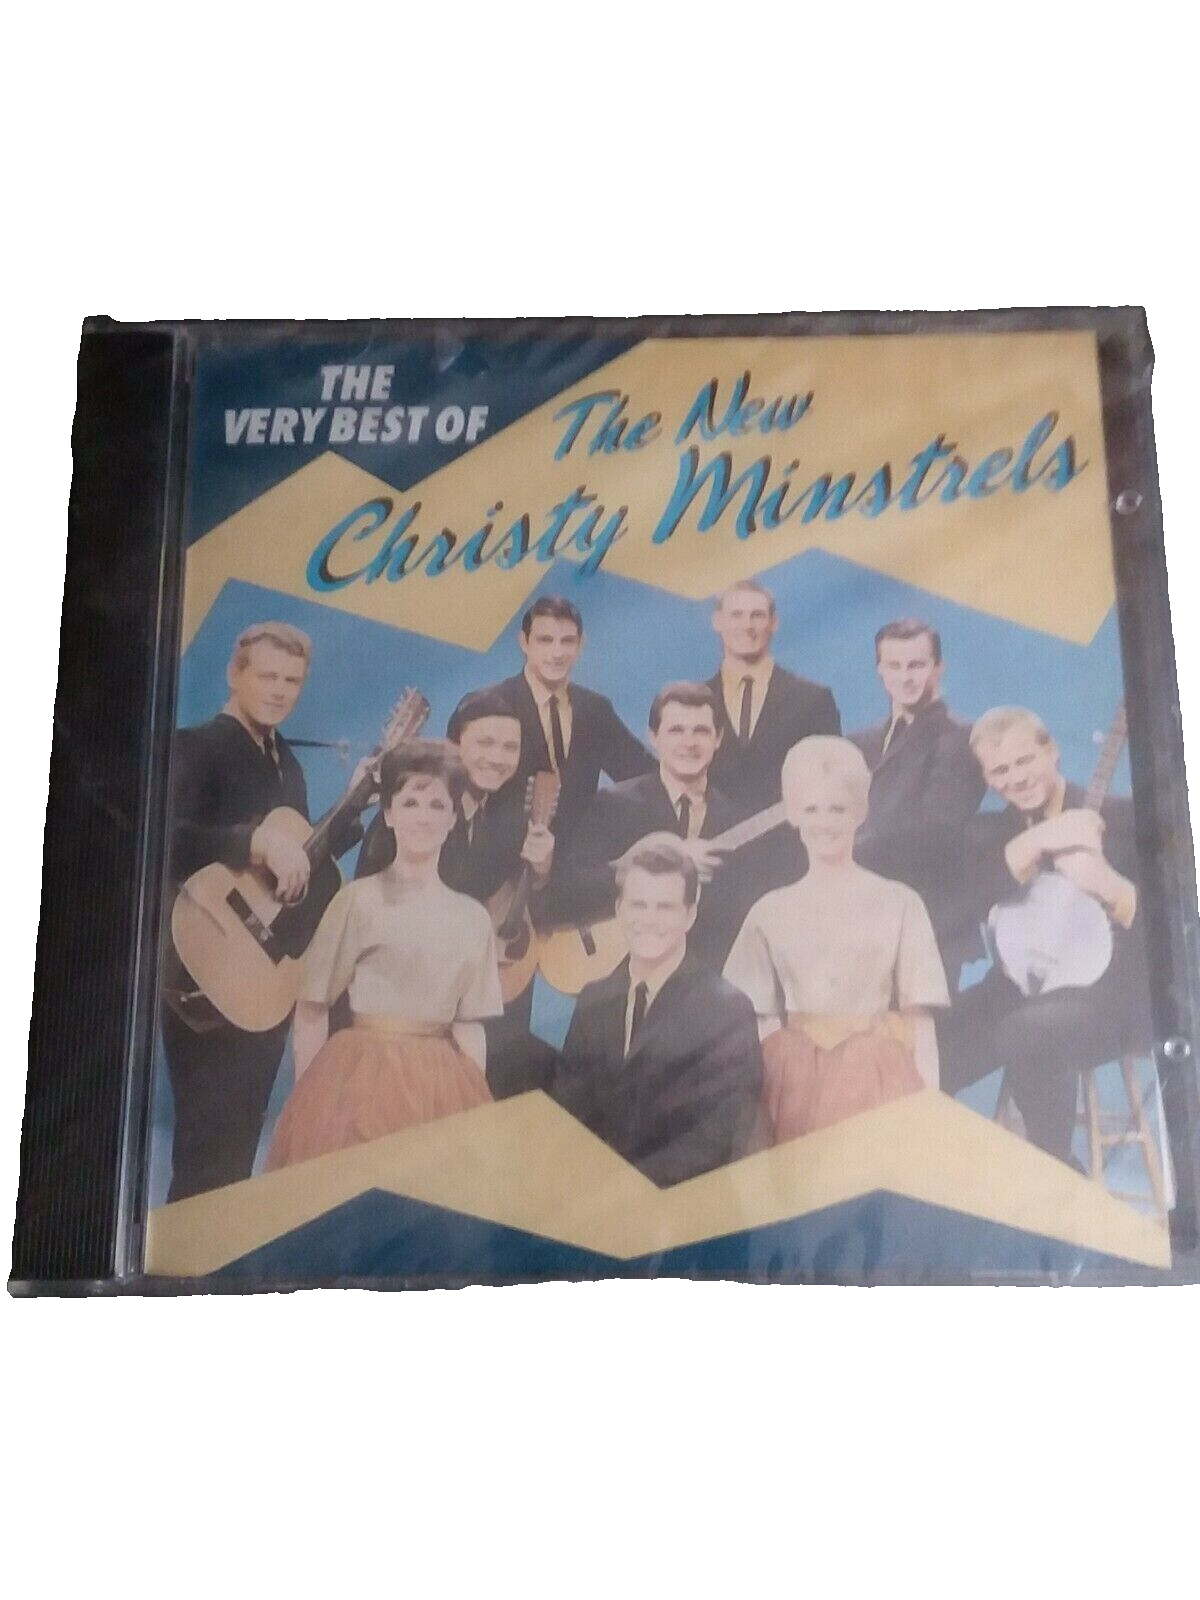 THE
VERY BEST OF
The New
Christy Minstrels